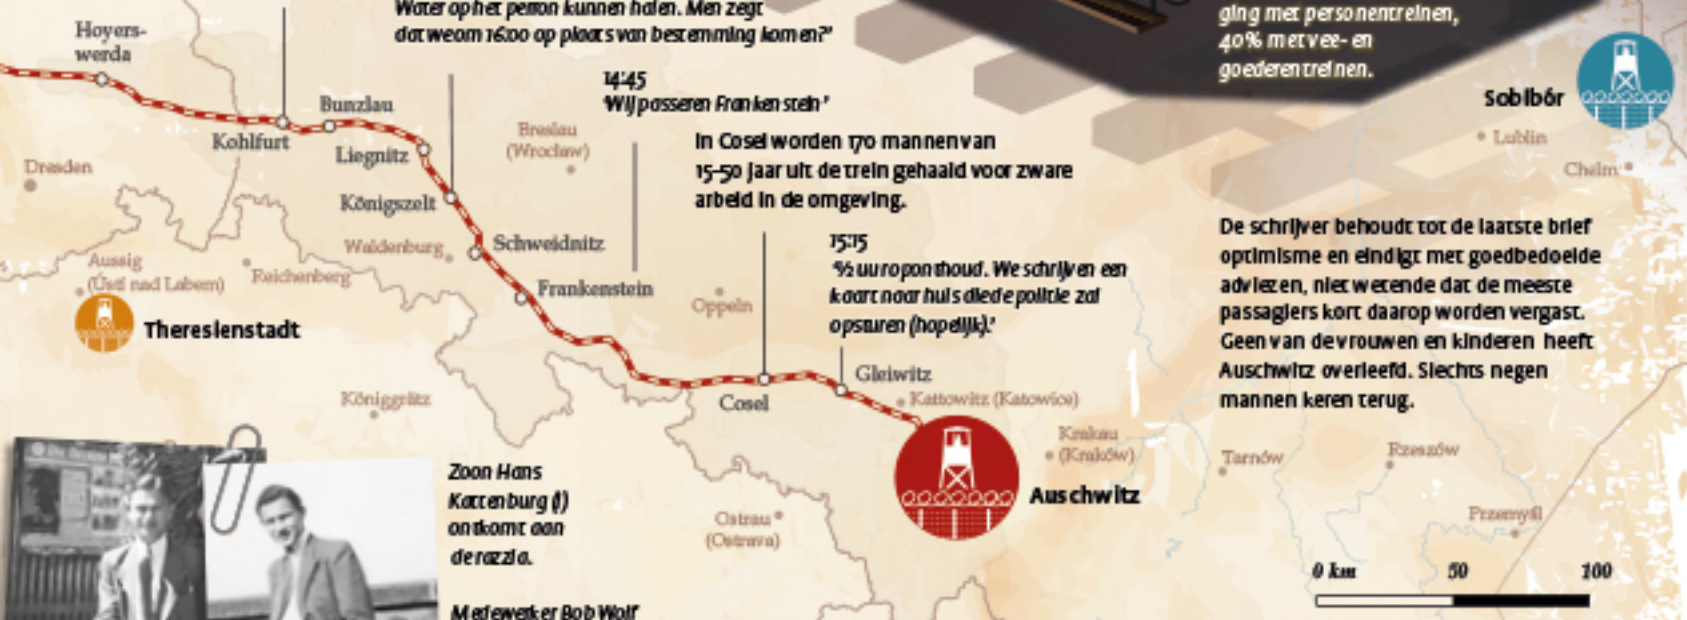 Water op het perron kunnen halen. Men zegt
dat we om 16:00 op plaats van bestemming komen?"
ging met personentreinen,
40% met vee- en
goederentreinen.
Hoyers-
werda
Kohlfurt
Bunzlau
Liegnitz
Dresden
14:45
'Wij passeren Frankenstein'
Breslau
(Wrocław)
In Cosel worden 170 mannen van
15-50 jaar uit de trein gehaald voor zware
arbeid in de omgeving.
Sobibór
Lublin
Chełm
Königszelt
Schweidnitz
Waldenburg
Frankenstein
Aussig
(Ústí nad Labem)
Reichenberg
Theresienstadt
Oppeln
15:15
'½ uur oponthoud. We schrijven een
kaart naar huis die de politie zal
opsturen (hopelijk).'
De schrijver behoudt tot de laatste brief
optimisme en eindigt met goedbedoelde
adviezen, niet wetende dat de meeste
passagiers kort daarop worden vergast.
Geen van de vrouwen en kinderen heeft
Auschwitz overleefd. Slechts negen
mannen keren terug.
Königgrätz
Cosel
Gleiwitz
Kattowitz (Katowice)
Krakau
(Kraków)
Auschwitz
Tarnów
Rzeszów
Przemyśl
Ostrau
(Ostrava)
Zoon Hans
Kattenburg (l)
ontkomt aan
de razzia.
Medewerker Bob Wolf
0 km 50 100